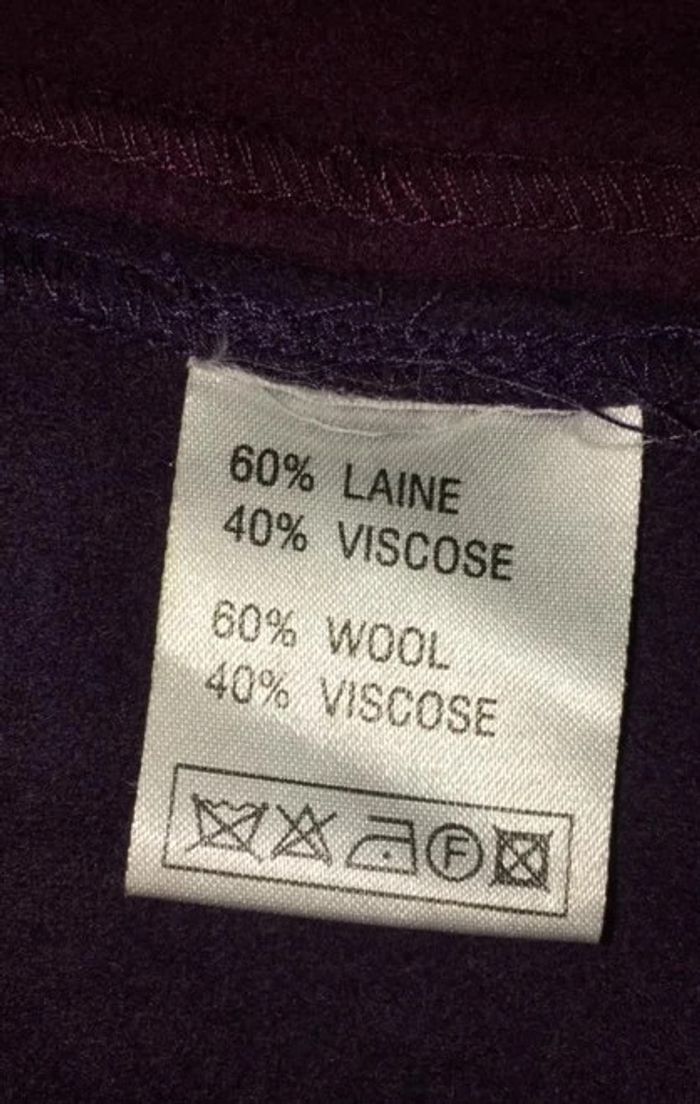 60% LAINE
40% VISCOSE
60% WOOL
40% VISCOSE
F